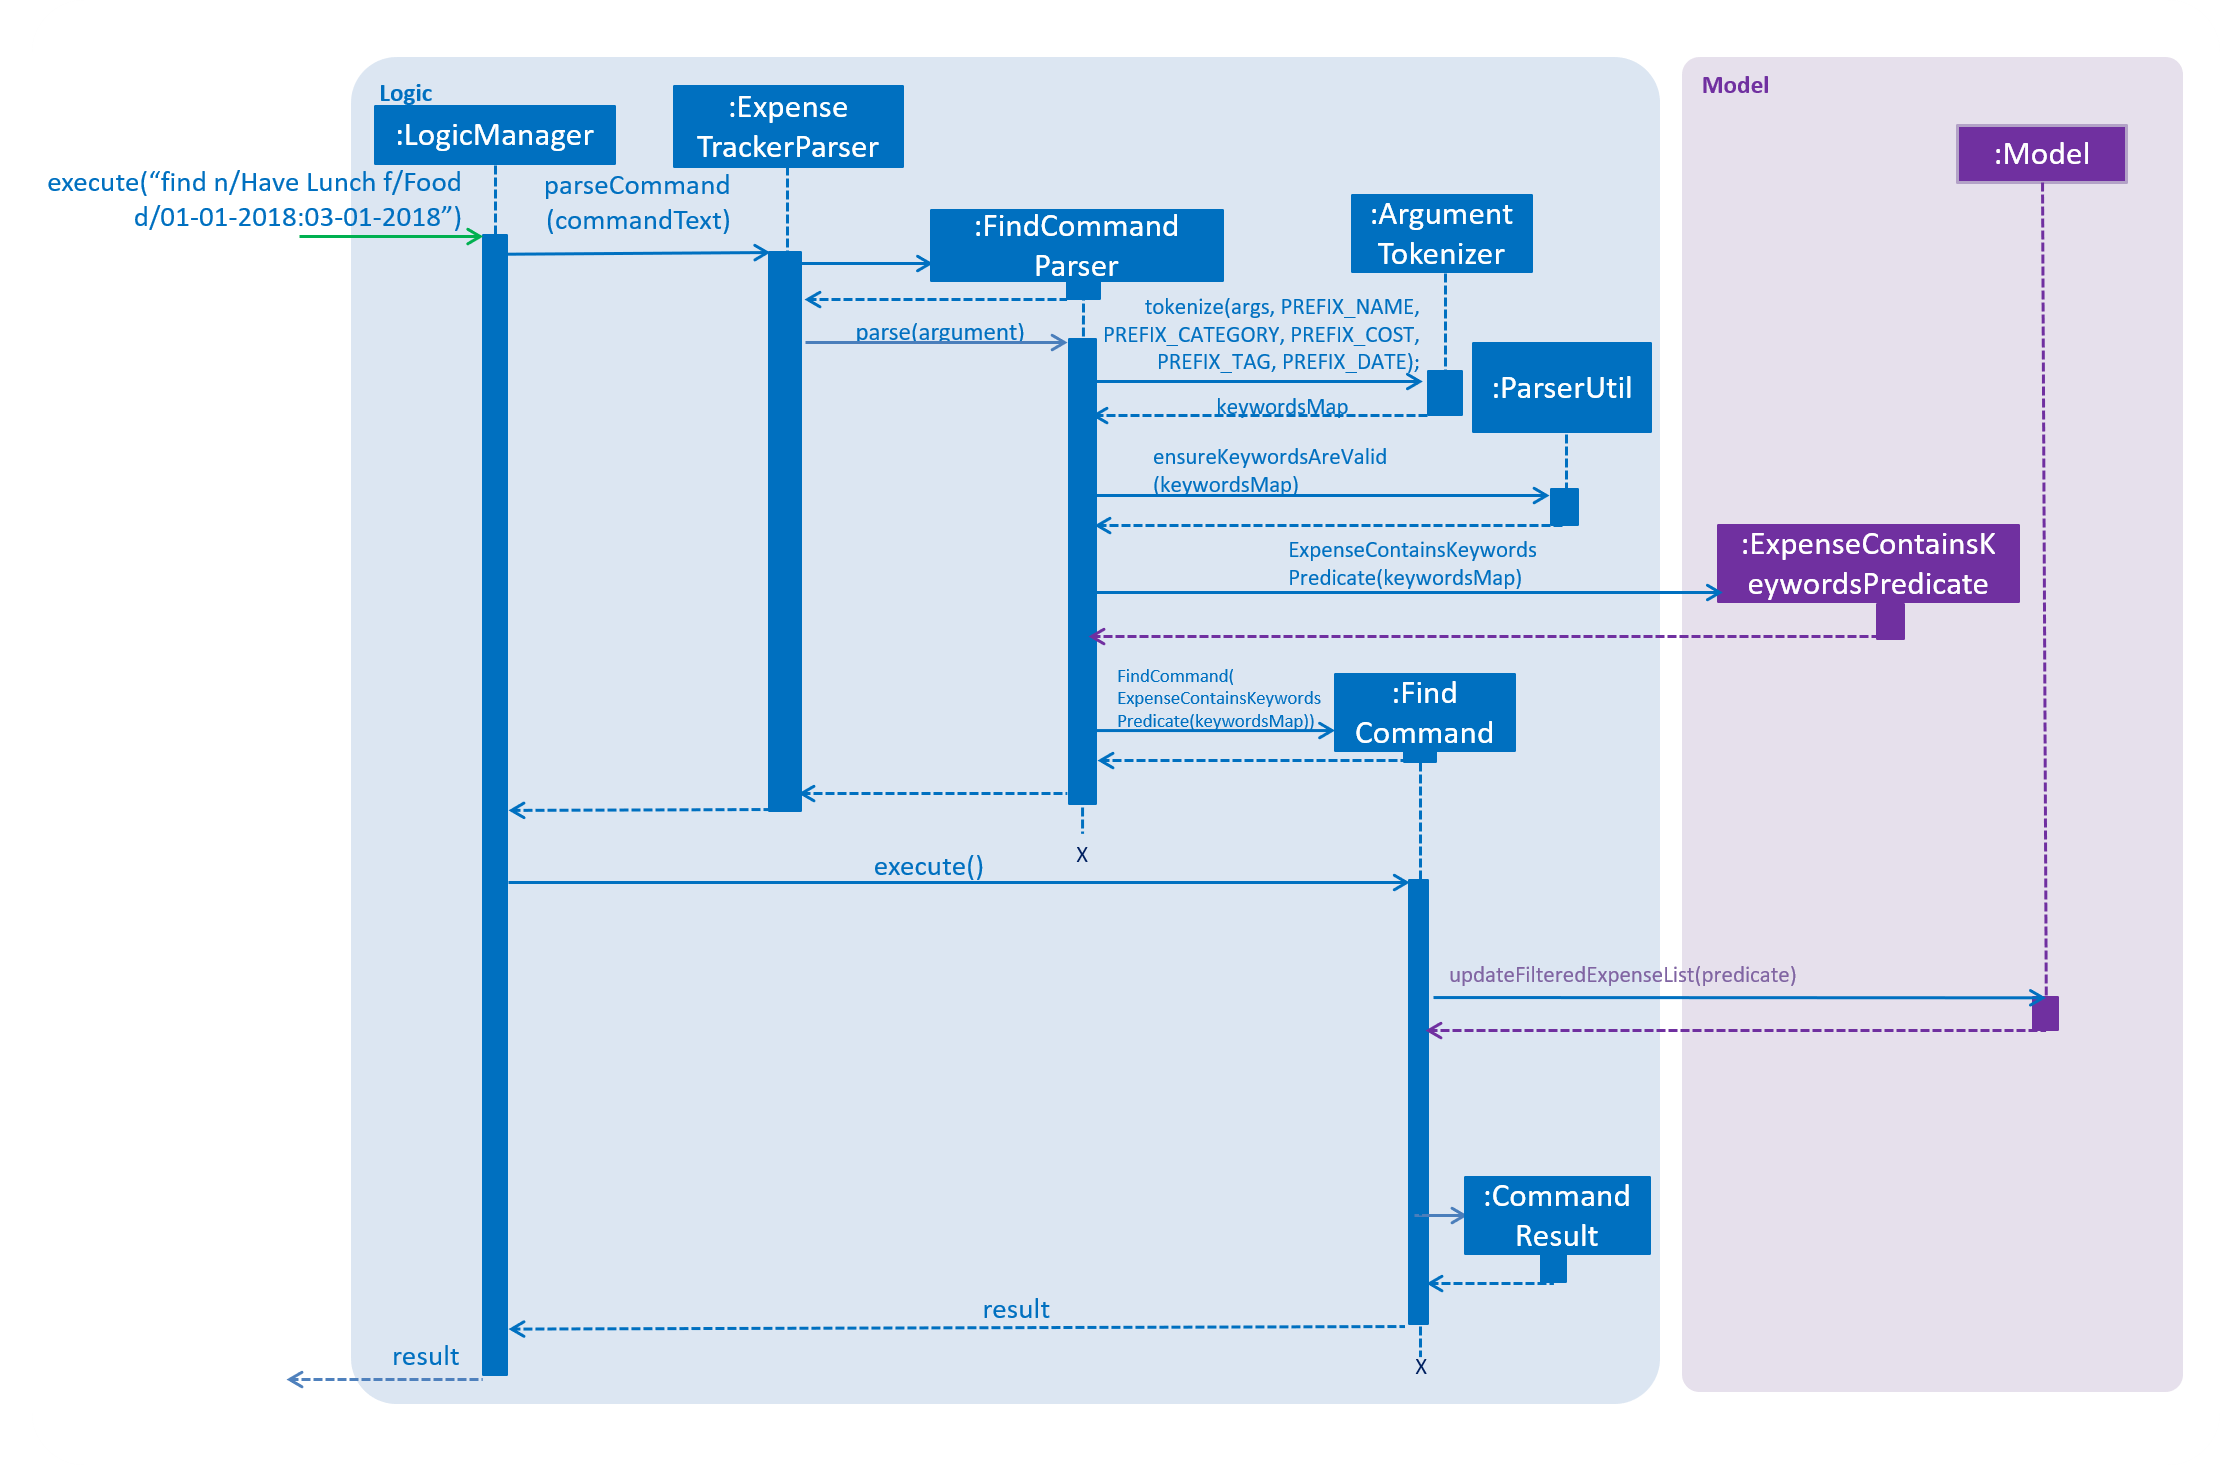 Logic
Model
:LogicManager
:Expense
TrackerParser
:Model
execute(“find n/Have Lunch f/Food
d/01-01-2018:03-01-2018”)
parseCommand
(commandText)
:FindCommand
Parser
:Argument
Tokenizer
tokenize(args, PREFIX_NAME,
PREFIX_CATEGORY, PREFIX_COST,
PREFIX_TAG, PREFIX_DATE);
parse(argument)
:ParserUtil
keywordsMap
ensureKeywordsAreValid
(keywordsMap)
:ExpenseContainsK
eywordsPredicate
ExpenseContainsKeywords
Predicate(keywordsMap)
FindCommand(
ExpenseContainsKeywords
Predicate(keywordsMap))
:Find
Command
X
execute()
updateFilteredExpenseList(predicate)
:Command
Result
result
result
X